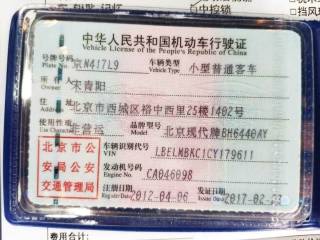 中控锁
中华人民共和国机动车行驶证
Vehicle License of the People's Republic of China
号牌号码 京N417L9 车辆类型 小型普通客车
Plate No. Vehicle Type
所有人 宋青阳
Owner
住址 北京市西城区裕中西里25楼1402号
Address
使用性质 非营运 品牌型号 北京现代牌BH6440AY
Use Character Model
北京市公安局公安交通管理局
车辆识别代号 LBELMBKC1CY179611
VIN
发动机号码 CA046098
Engine No.
注册日期 2012-04-06 发证日期 2017-02-23
Register Date Issue Date
费用合计